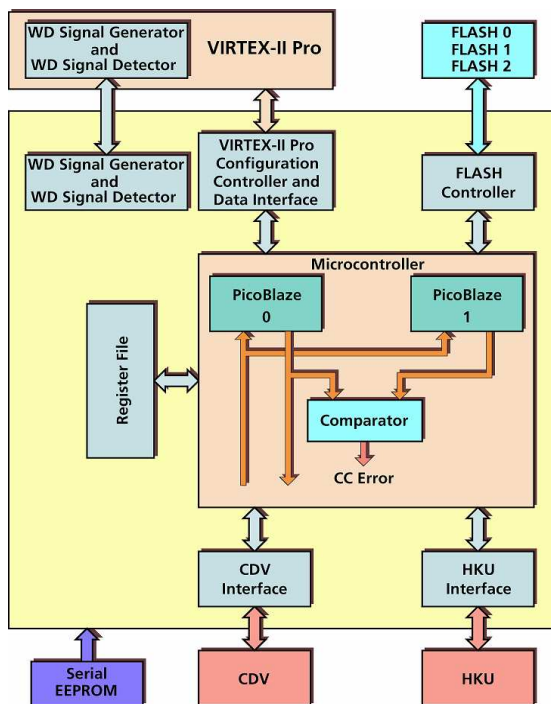 WD Signal Generator
and
WD Signal Detector
VIRTEX-II Pro
FLASH 0
FLASH 1
FLASH 2
WD Signal Generator
and
WD Signal Detector
VIRTEX-II Pro
Configuration
Controller and
Data Interface
FLASH
Controller
Microcontroller
PicoBlaze
0
PicoBlaze
1
Register File
Comparator
CC Error
CDV
Interface
HKU
Interface
Serial
EEPROM
CDV
HKU